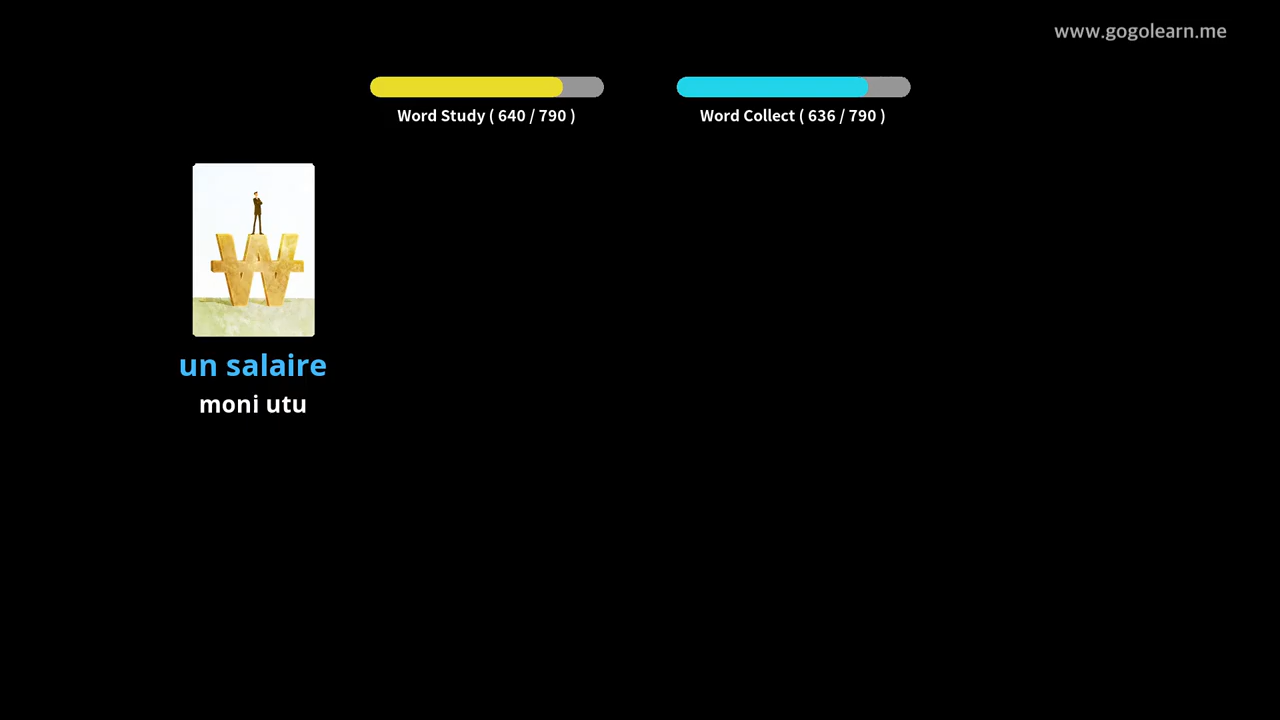 www.gogolearn.me
Word Study ( 640 / 790 )
Word Collect ( 636 / 790 )
un salaire
moni utu